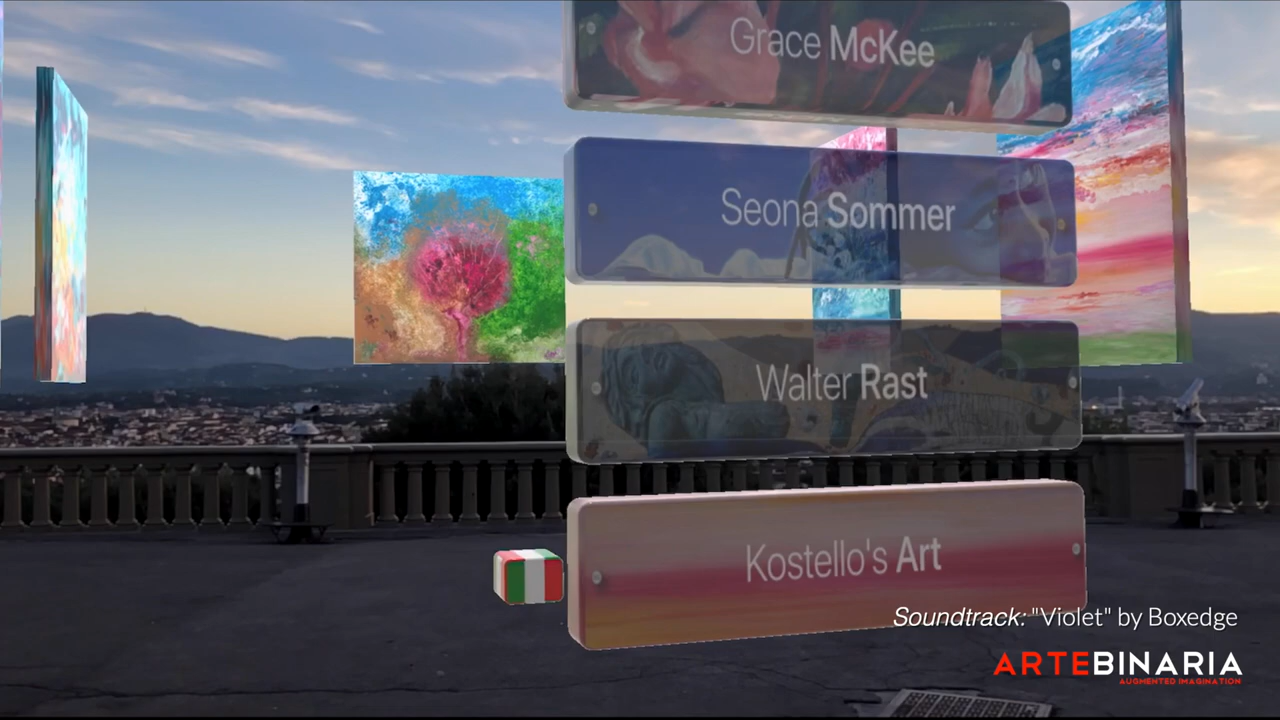 Grace McKee
Seona Sommer
Walter Rast
Kostello's Art
Soundtrack: "Violet" by Boxedge
ARTEBINARIA
AUGMENTED IMAGINATION